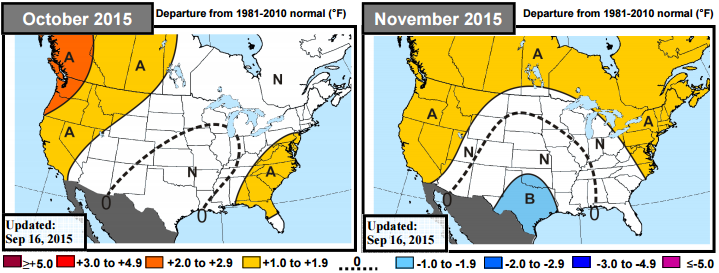 October 2015
Departure from 1981-2010 normal (°F)
A
A
N
A
N
A
0
0
Updated:
Sep 16, 2015
November 2015
Departure from 1981-2010 normal (°F)
A
A
A
N
N
N
B
0
0
Updated:
Sep 16, 2015
≥+5.0
+3.0 to +4.9
+2.0 to +2.9
+1.0 to +1.9
0
-1.0 to -1.9
-2.0 to -2.9
-3.0 to -4.9
≤-5.0